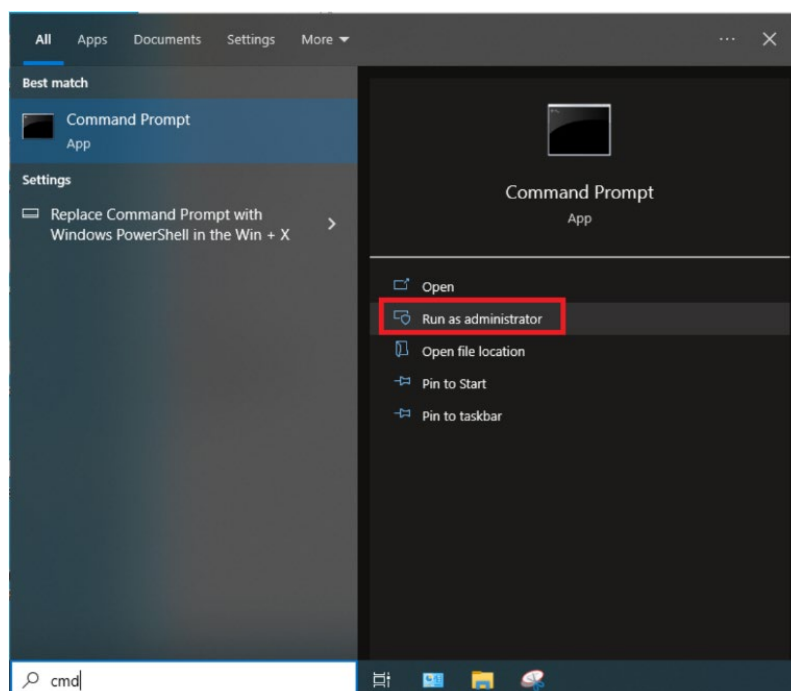 All Apps Documents Settings More
Best match
Command Prompt
App
Settings
Replace Command Prompt with
Windows PowerShell in the Win + X
Command Prompt
App
Open
Run as administrator
Open file location
Pin to Start
Pin to taskbar
cmd